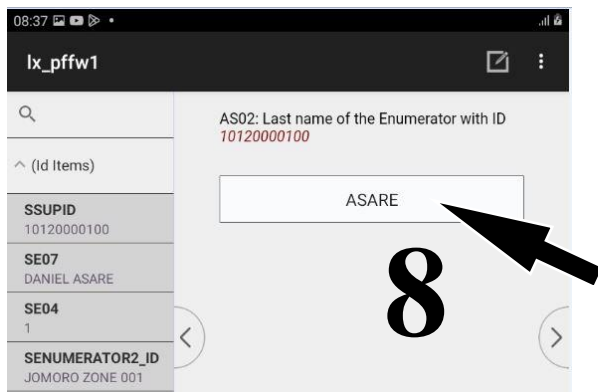 08:37
lx_pffw1
(Id Items)
SSUPID
10120000100
SE07
DANIEL ASARE
SE04
1
SENUMERATOR2_ID
JOMORO ZONE 001
AS02: Last name of the Enumerator with ID
10120000100
ASARE
8